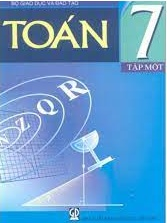 BỘ GIÁO DỤC VÀ ĐÀO TẠO
TOÁN 7
TẬP MỘT
N
Z
Q
R